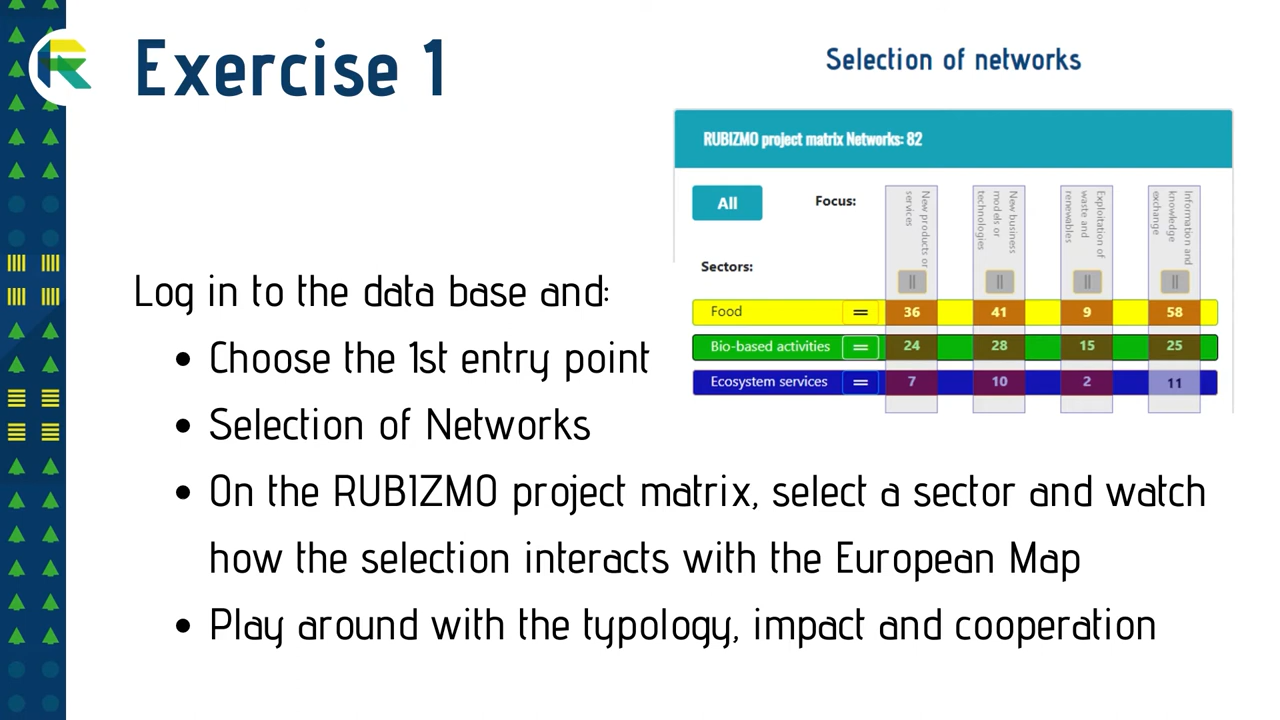 Exercise 1
Selection of networks
RUBIZMO project matrix Networks: 82
All
Focus:
New products or
services
New business
models or
technologies
Exploitation of
waste and
renewables
Information and
knowledge
exchange
Sectors:
Food = 36 41 9 58
Bio-based activities = 24 28 15 25
Ecosystem services = 7 10 2 11
Log in to the data base and:
• Choose the 1st entry point
• Selection of Networks
• On the RUBIZMO project matrix, select a sector and watch
how the selection interacts with the European Map
• Play around with the typology, impact and cooperation